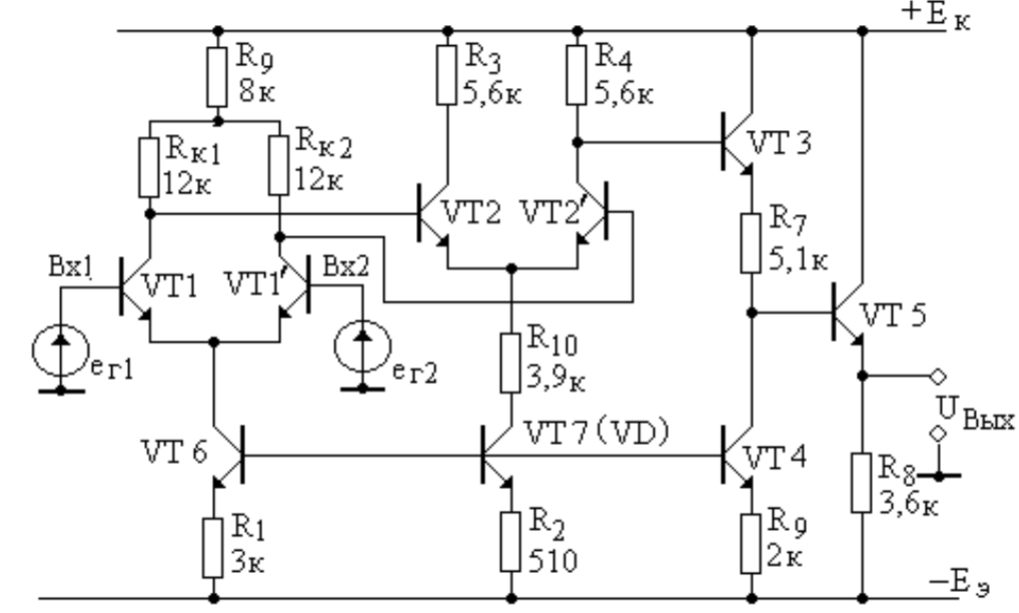 +Eк
R9
8к
R3
5,6к
R4
5,6к
Rк1
12к
Rк2
12к
VT3
VT2
VT2'
R7
5,1к
Вх1
VT1
VT1'
Вх2
VT5
R10
3,9к
eг1
eг2
UВых
VT6
VT7(VD)
VT4
R8
3,6к
R1
3к
R2
510
R9
2к
–Eэ